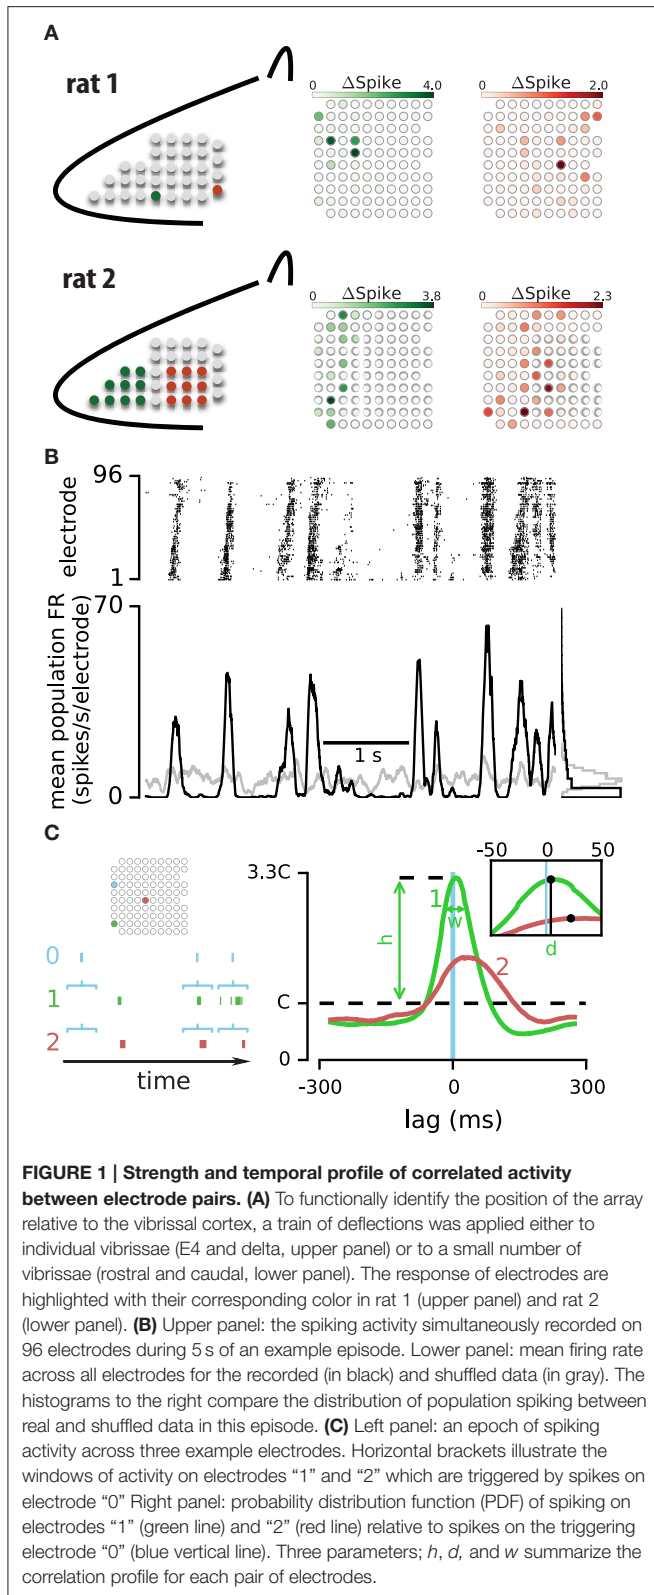 A
rat 1
0 ΔSpike 4.0
0 ΔSpike 2.0
rat 2
0 ΔSpike 3.8
0 ΔSpike 2.3
B
96
electrode
1
70
mean population FR
(spikes/s/electrode)
1 s
0
C
0
1
2
time
3.3C
C
0
h
1
w
2
-50 0 50
d
-300 0 300
lag (ms)
FIGURE 1 | Strength and temporal profile of correlated activity
between electrode pairs. (A) To functionally identify the position of the array
relative to the vibrissal cortex, a train of deflections was applied either to
individual vibrissae (E4 and delta, upper panel) or to a small number of
vibrissae (rostral and caudal, lower panel). The response of electrodes are
highlighted with their corresponding color in rat 1 (upper panel) and rat 2
(lower panel). (B) Upper panel: the spiking activity simultaneously recorded on
96 electrodes during 5 s of an example episode. Lower panel: mean firing rate
across all electrodes for the recorded (in black) and shuffled data (in gray). The
histograms to the right compare the distribution of population spiking between
real and shuffled data in this episode. (C) Left panel: an epoch of spiking
activity across three example electrodes. Horizontal brackets illustrate the
windows of activity on electrodes “1” and “2” which are triggered by spikes on
electrode “0” Right panel: probability distribution function (PDF) of spiking on
electrodes “1” (green line) and “2” (red line) relative to spikes on the triggering
electrode “0” (blue vertical line). Three parameters; h, d, and w summarize the
correlation profile for each pair of electrodes.